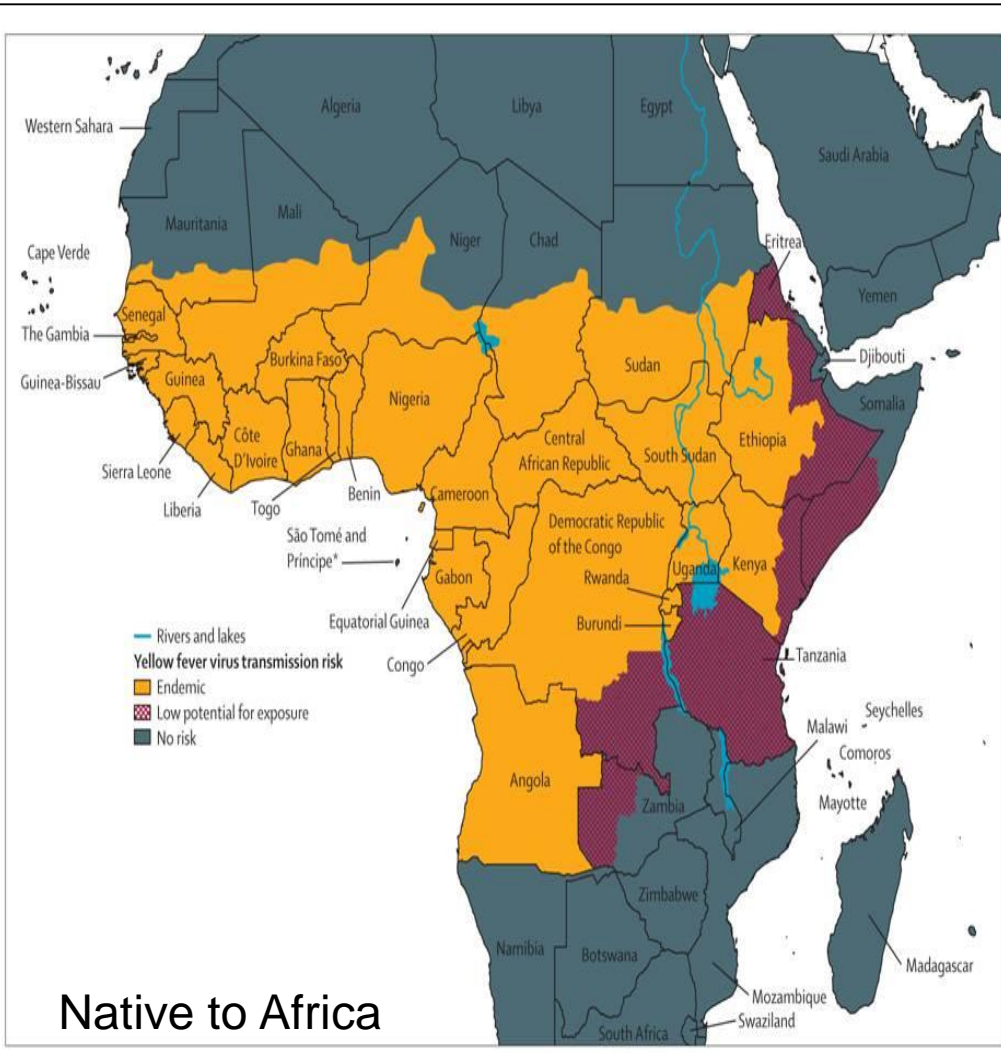 Algeria
Libya
Egypt
Western Sahara
Saudi Arabia
Mauritania
Mali
Niger
Chad
Cape Verde
Eritrea
Yemen
Senegal
The Gambia
Burkina Faso
Sudan
Djibouti
Guinea-Bissau
Guinea
Nigeria
Somalia
Côte
D'Ivoire
Ghana
Central
African Republic
South Sudan
Ethiopia
Sierra Leone
Liberia
Togo
Benin
Cameroon
São Tomé and
Príncipe*
Democratic Republic
of the Congo
Uganda
Kenya
Gabon
Rwanda
Equatorial Guinea
Burundi
Congo
Tanzania
Rivers and lakes
Yellow fever virus transmission risk
Endemic
Low potential for exposure
No risk
Seychelles
Malawi
Comoros
Angola
Zambia
Mayotte
Zimbabwe
Namibia
Botswana
Madagascar
Mozambique
Swaziland
South Africa
Native to Africa